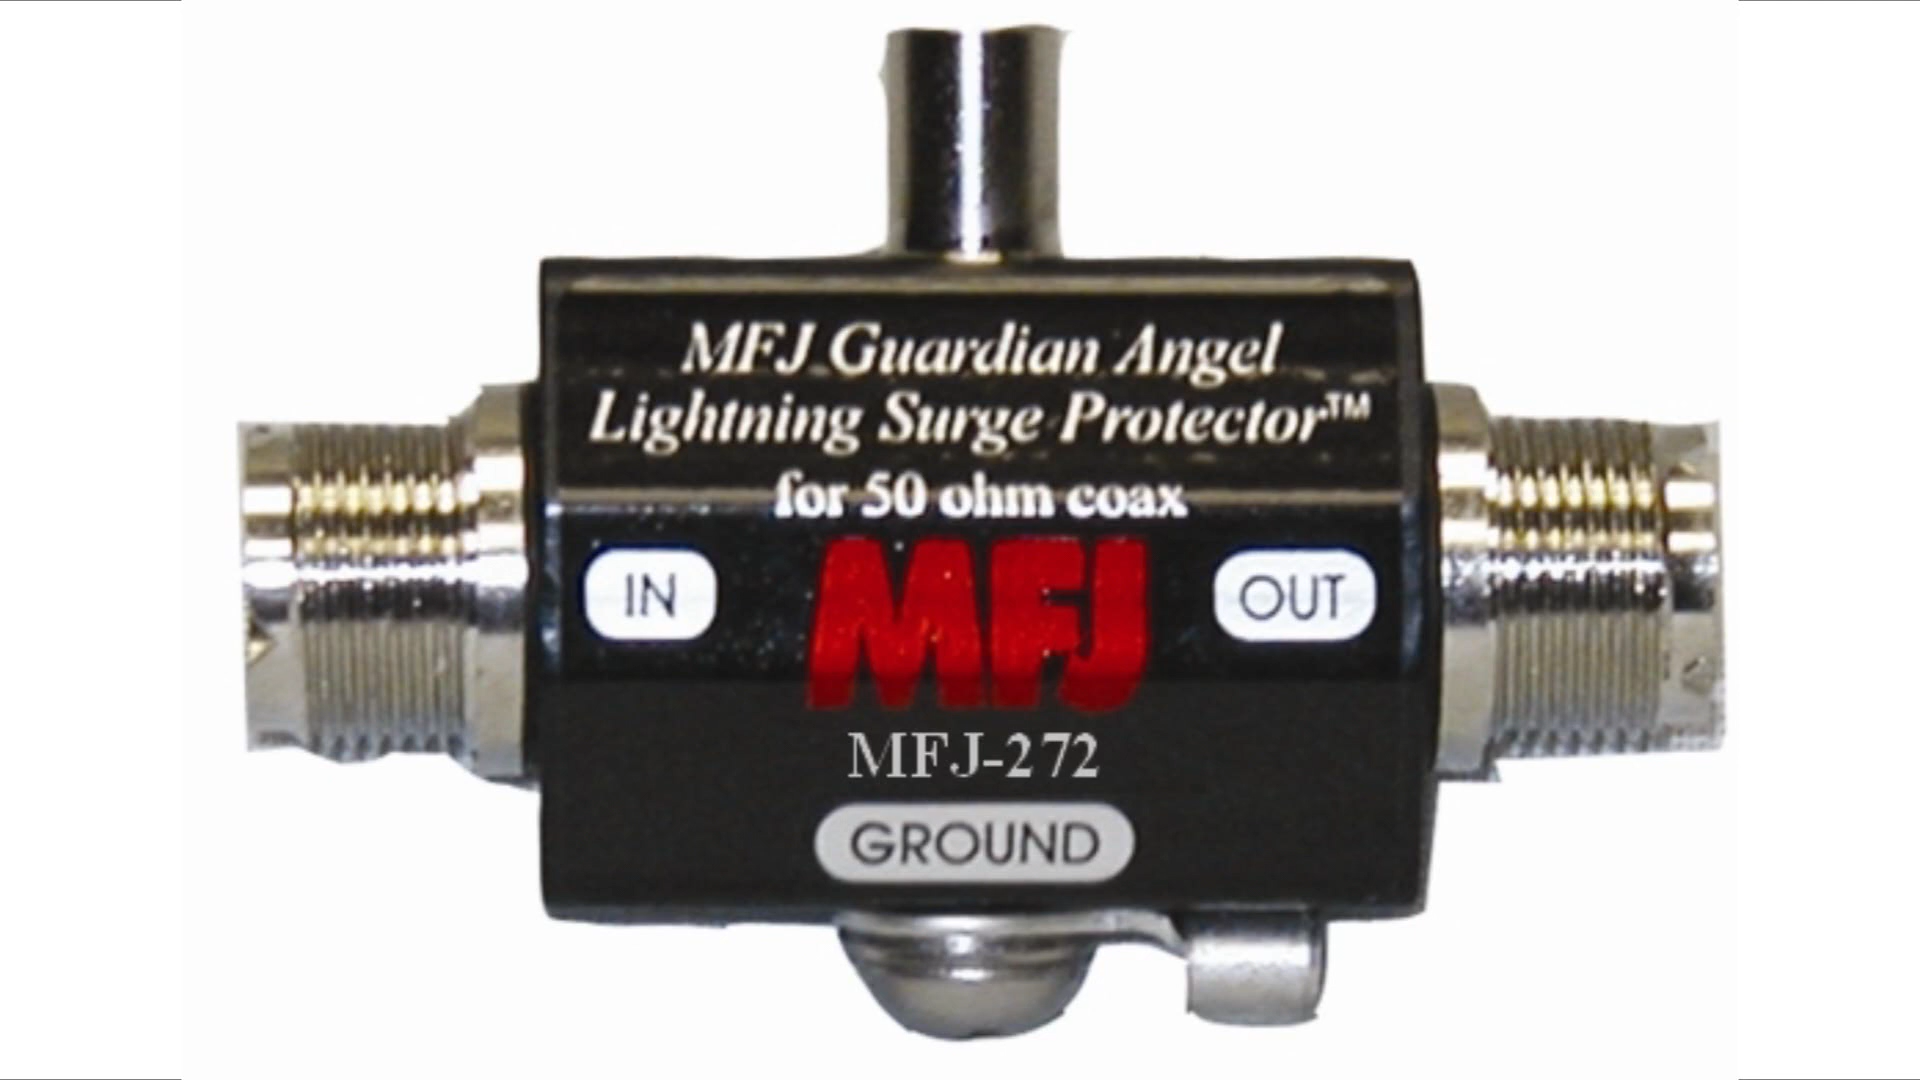 MFJ Guardian Angel
Lightning Surge Protector™
for 50 ohm coax
IN
MFJ
OUT
MFJ-272
GROUND